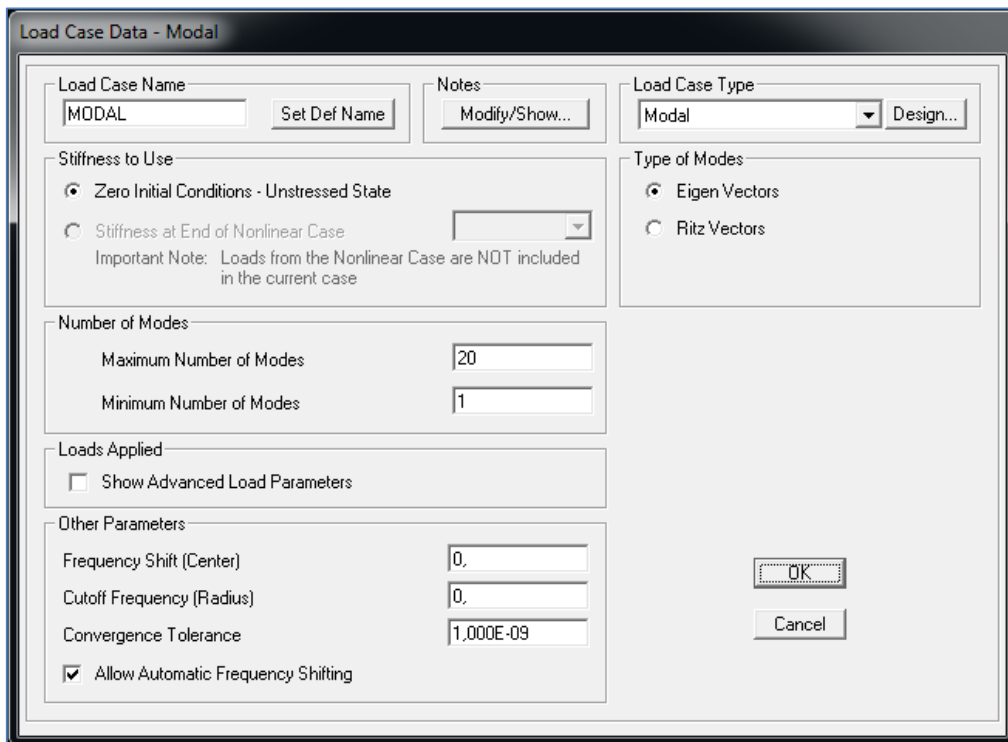 Load Case Data - Modal
Load Case Name
MODAL
Set Def Name
Notes
Modify/Show...
Load Case Type
Modal
Design...
Stiffness to Use
Zero Initial Conditions - Unstressed State
Stiffness at End of Nonlinear Case
Important Note: Loads from the Nonlinear Case are NOT included
in the current case
Type of Modes
Eigen Vectors
Ritz Vectors
Number of Modes
Maximum Number of Modes 20
Minimum Number of Modes 1
Loads Applied
Show Advanced Load Parameters
Other Parameters
Frequency Shift (Center) 0,
Cutoff Frequency (Radius) 0,
Convergence Tolerance 1,000E-09
Allow Automatic Frequency Shifting
OK
Cancel